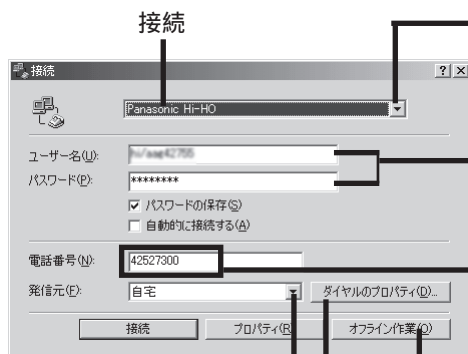 接続
接続
Panasonic Hi-HO
ユーザー名(U):
パスワード(P): ********
パスワードの保存(S)
自動的に接続する(A)
電話番号(N): 42527300
発信元(F): 自宅 ダイヤルのプロパティ(D)...
接続 プロパティ(R) オフライン作業(O)